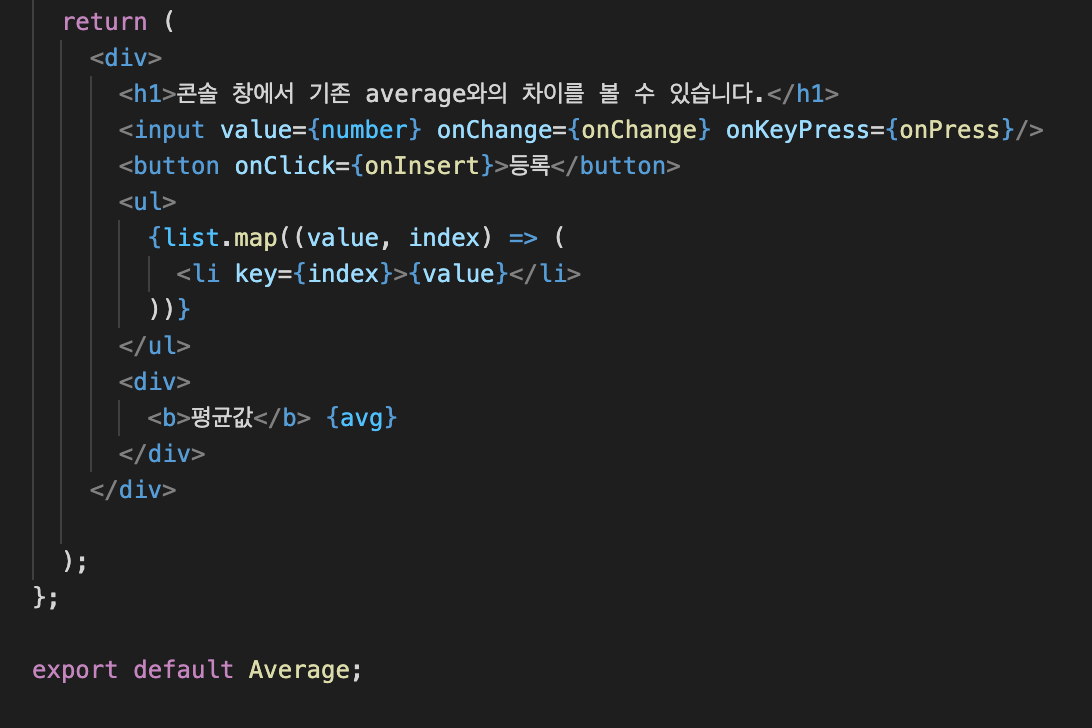 return (
<div>
<h1>콘솔 창에서 기존 average와의 차이를 볼 수 있습니다.</h1>
<input value={number} onChange={onChange} onKeyPress={onPress}/>
<button onClick={onInsert}>등록</button>
<ul>
{list.map((value, index) => (
<li key={index}>{value}</li>
))}
</ul>
<div>
<b>평균값</b> {avg}
</div>
</div>
);
};
export default Average;